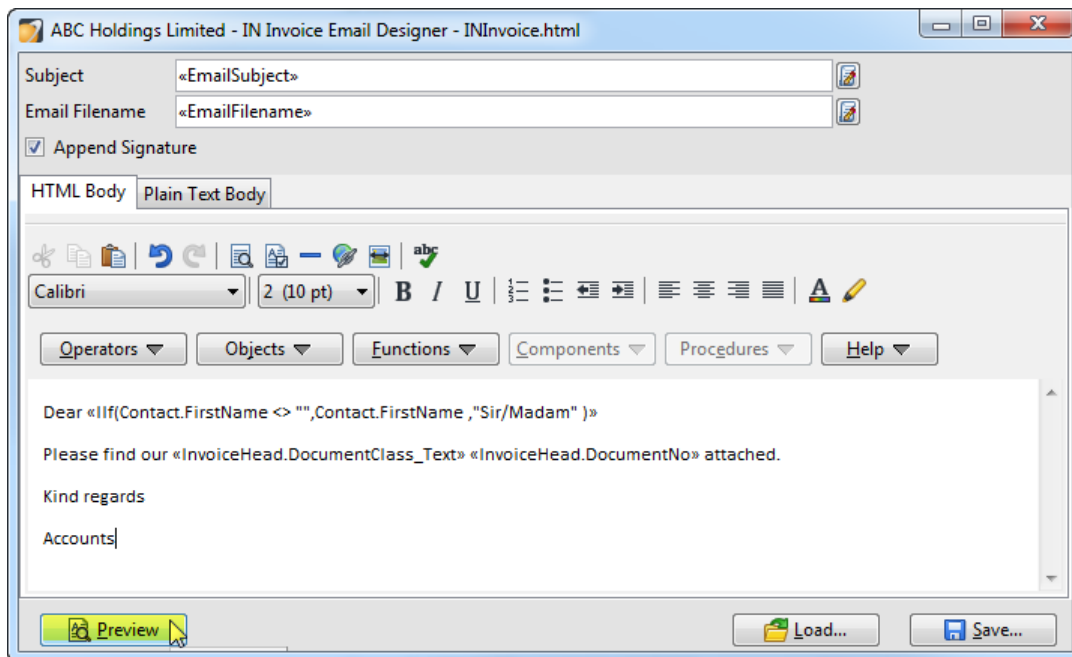 ABC Holdings Limited - IN Invoice Email Designer - INInvoice.html
Subject «EmailSubject»
Email Filename «EmailFilename»
Append Signature
HTML Body Plain Text Body
abc
Calibri 2 (10 pt) B I U A
Operators Objects Functions Components Procedures Help
Dear «IIf(Contact.FirstName <> "",Contact.FirstName ,"Sir/Madam" )»
Please find our «InvoiceHead.DocumentClass_Text» «InvoiceHead.DocumentNo» attached.
Kind regards
Accounts
Preview Load... Save...